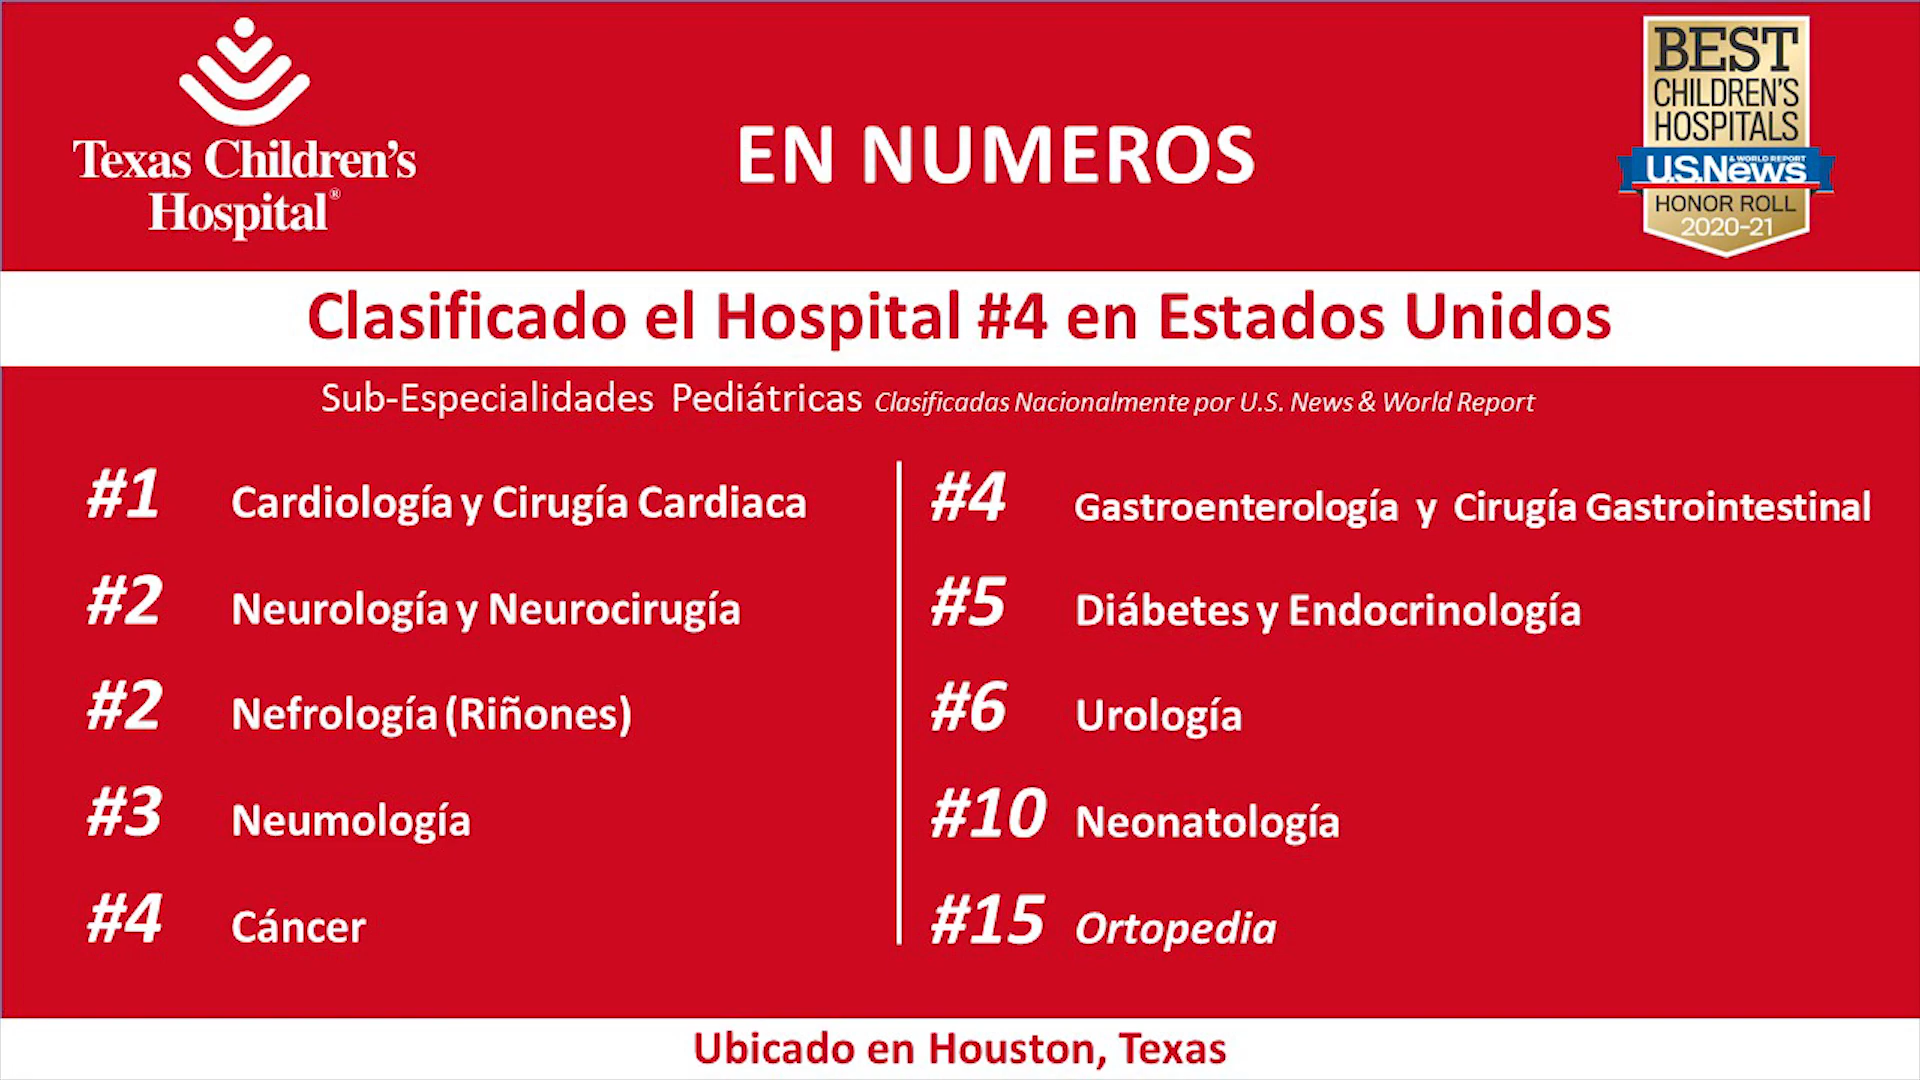 Texas Children's
Hospital®
EN NUMEROS
BEST
CHILDREN'S
HOSPITALS
U.S.News & WORLD REPORT
HONOR ROLL
2020-21
Clasificado el Hospital #4 en Estados Unidos
Sub-Especialidades Pediátricas Clasificadas Nacionalmente por U.S. News & World Report
#1 Cardiología y Cirugía Cardiaca
#2 Neurología y Neurocirugía
#2 Nefrología (Riñones)
#3 Neumología
#4 Cáncer
#4 Gastroenterología y Cirugía Gastrointestinal
#5 Diábetes y Endocrinología
#6 Urología
#10 Neonatología
#15 Ortopedia
Ubicado en Houston, Texas